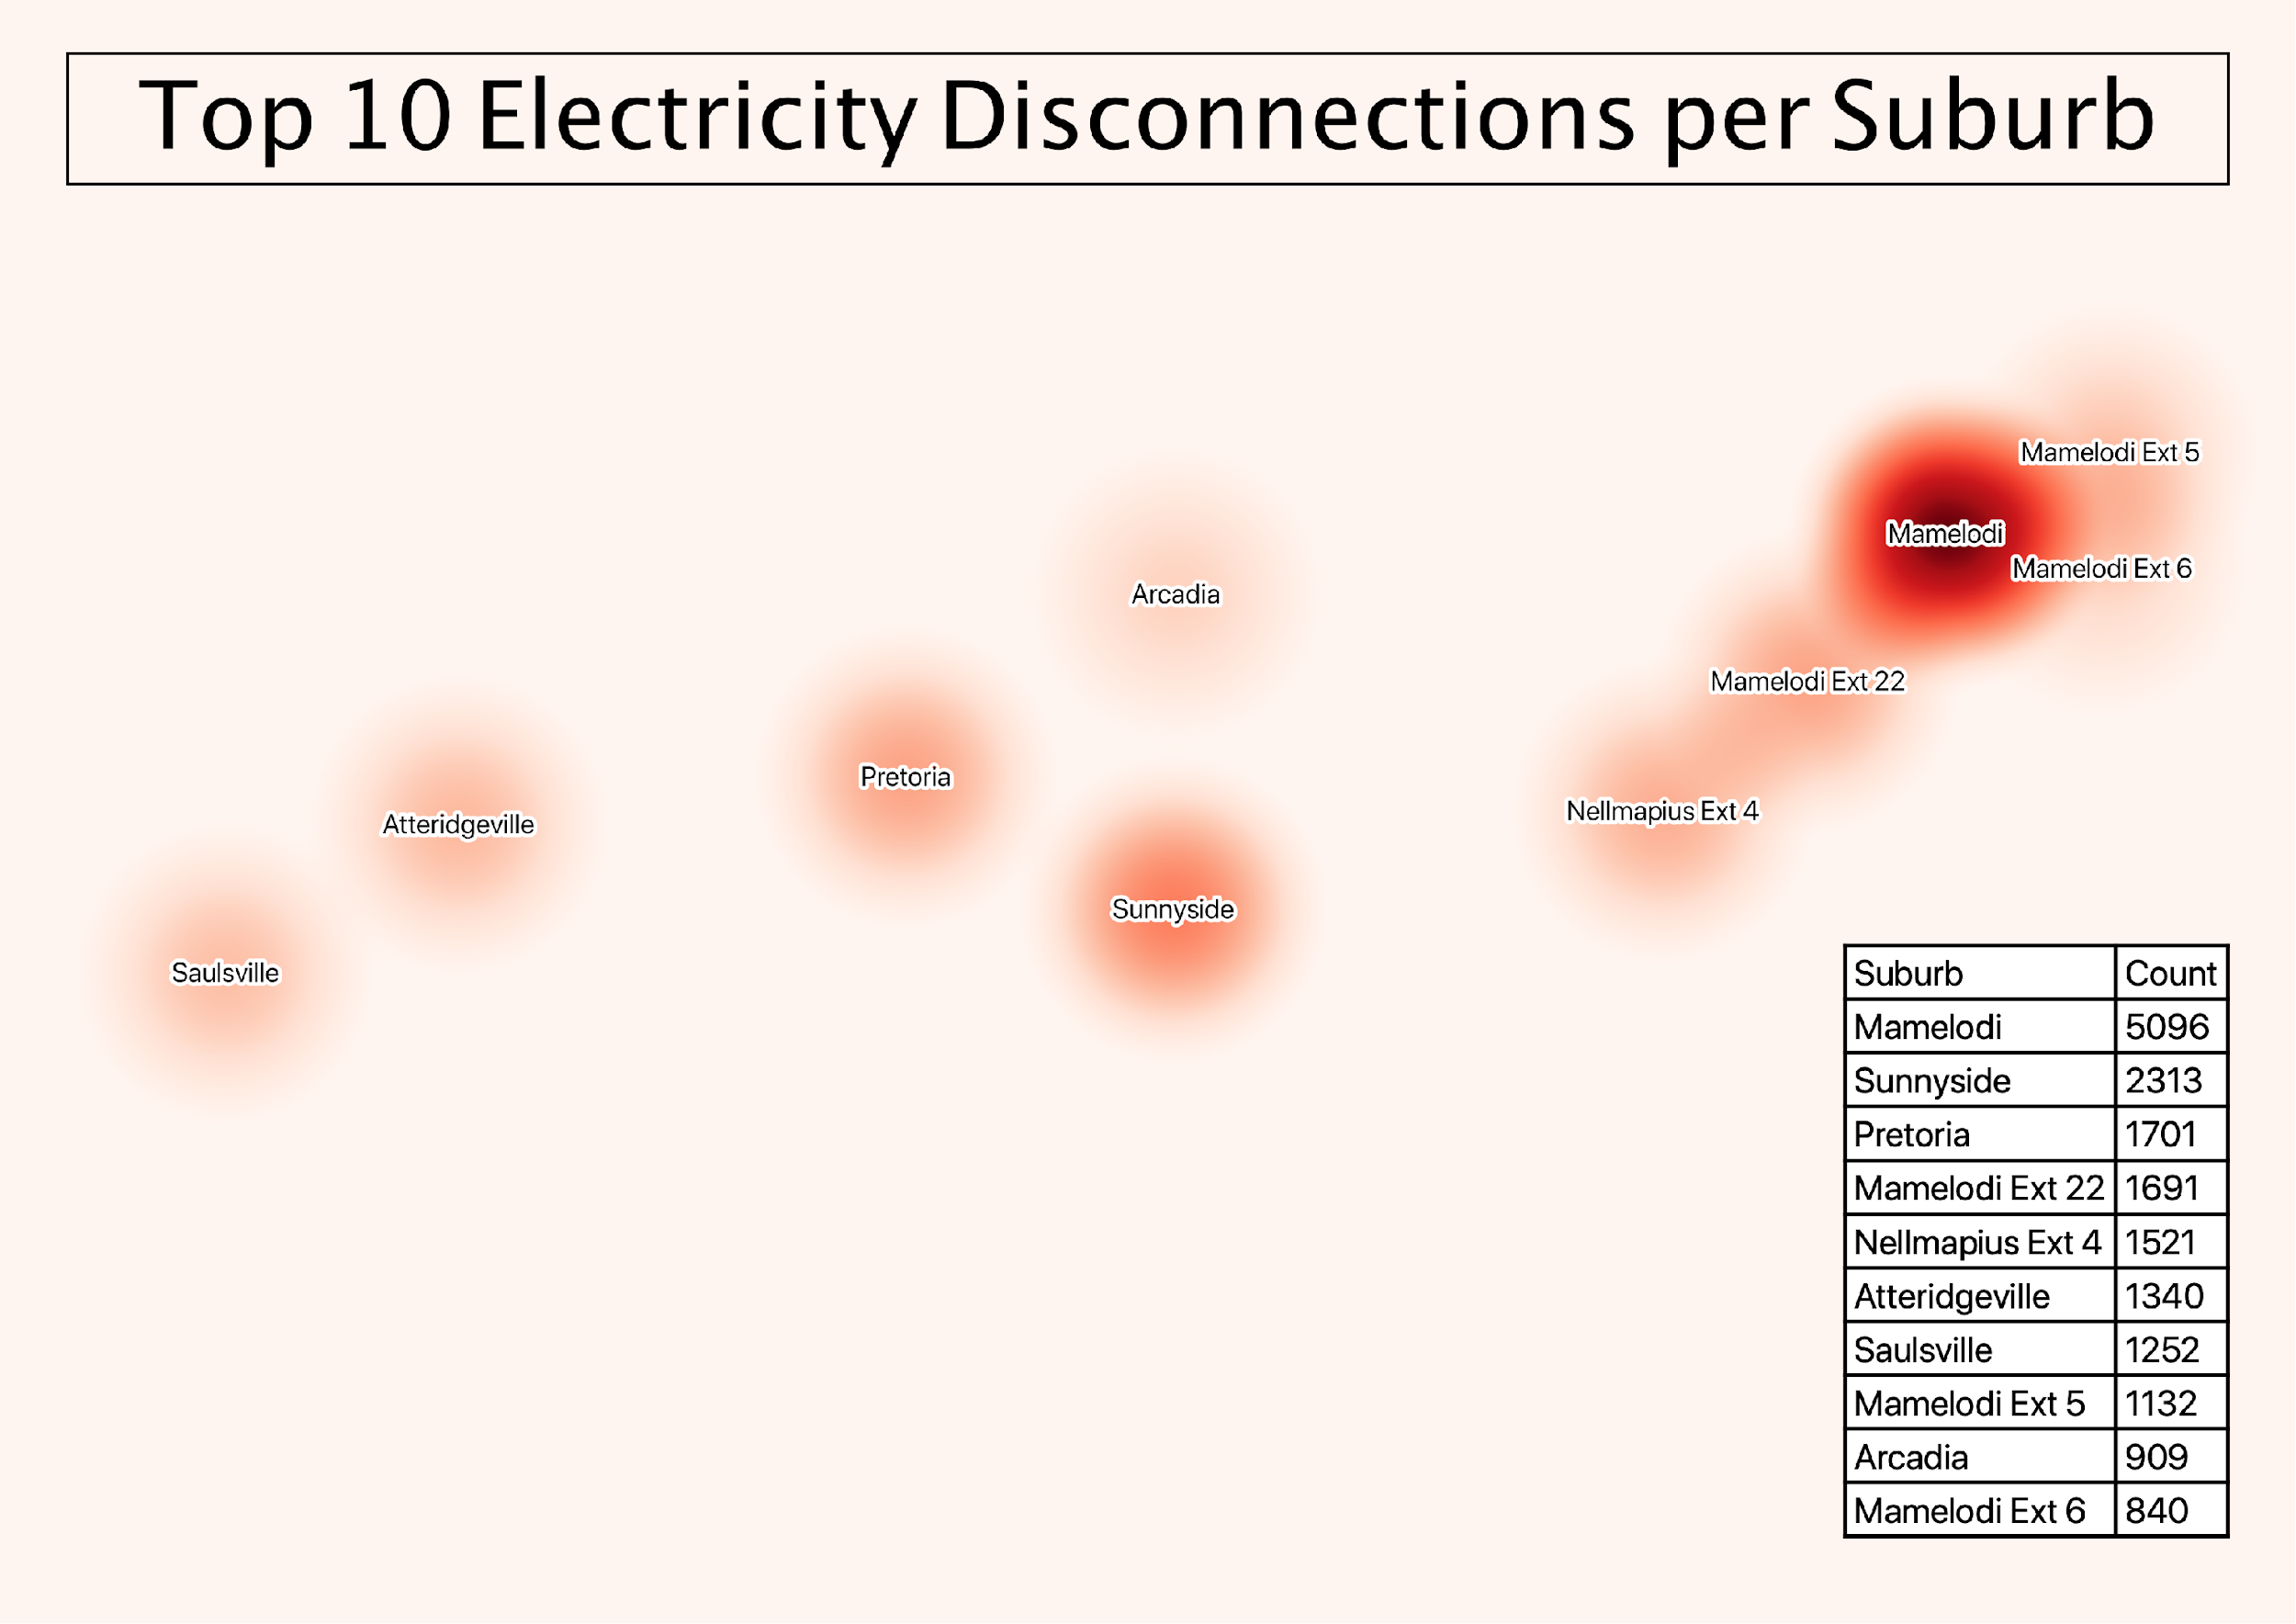 Top 10 Electricity Disconnections per Suburb
Mamelodi Ext 5
Mamelodi
Mamelodi Ext 6
Arcadia
Mamelodi Ext 22
Pretoria
Nellmapius Ext 4
Atteridgeville
Sunnyside
Saulsville
Suburb Count
Mamelodi 5096
Sunnyside 2313
Pretoria 1701
Mamelodi Ext 22 1691
Nellmapius Ext 4 1521
Atteridgeville 1340
Saulsville 1252
Mamelodi Ext 5 1132
Arcadia 909
Mamelodi Ext 6 840